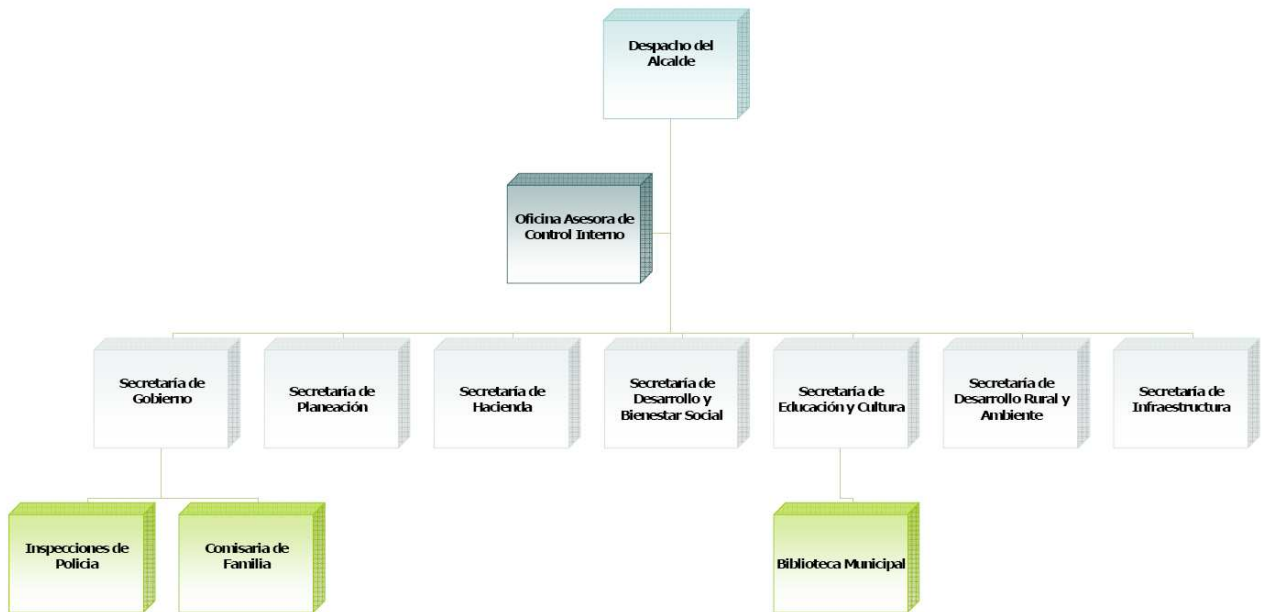 Despacho del
Alcalde
Oficina Asesora de
Control Interno
Secretaría de
Gobierno
Secretaría de
Planeación
Secretaría de
Hacienda
Secretaría de
Desarrollo y
Bienestar Social
Secretaría de
Educación y Cultura
Secretaría de
Desarrollo Rural y
Ambiente
Secretaría de
Infraestructura
Inspecciones de
Policia
Comisaria de
Familia
Biblioteca Municipal